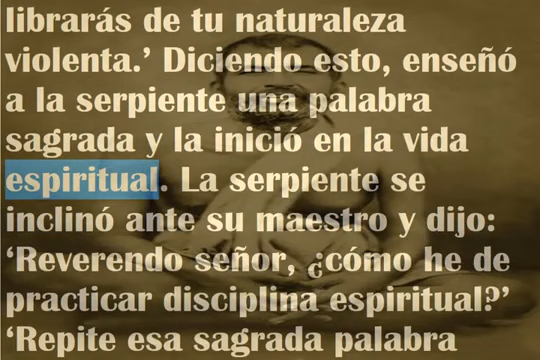 librarás de tu naturaleza
violenta.’ Diciendo esto, enseñó
a la serpiente una palabra
sagrada y la inició en la vida
espiritual. La serpiente se
inclinó ante su maestro y dijo:
‘Reverendo señor, ¿cómo he de
practicar disciplina espiritual?’
‘Repite esa sagrada palabra